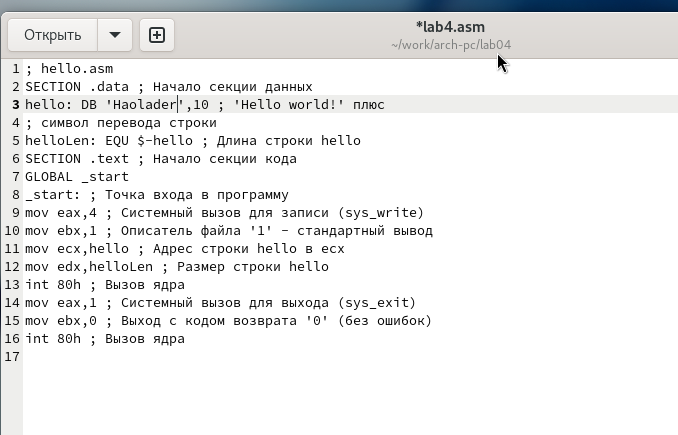 Открыть
*lab4.asm
~/work/arch-pc/lab04
1 ; hello.asm
2 SECTION .data ; Начало секции данных
3 hello: DB 'Haolader',10 ; 'Hello world!' плюс
4 ; символ перевода строки
5 helloLen: EQU $-hello ; Длина строки hello
6 SECTION .text ; Начало секции кода
7 GLOBAL _start
8 _start: ; Точка входа в программу
9 mov eax,4 ; Системный вызов для записи (sys_write)
10 mov ebx,1 ; Описатель файла '1' - стандартный вывод
11 mov ecx,hello ; Адрес строки hello в ecx
12 mov edx,helloLen ; Размер строки hello
13 int 80h ; Вызов ядра
14 mov eax,1 ; Системный вызов для выхода (sys_exit)
15 mov ebx,0 ; Выход с кодом возврата '0' (без ошибок)
16 int 80h ; Вызов ядра
17